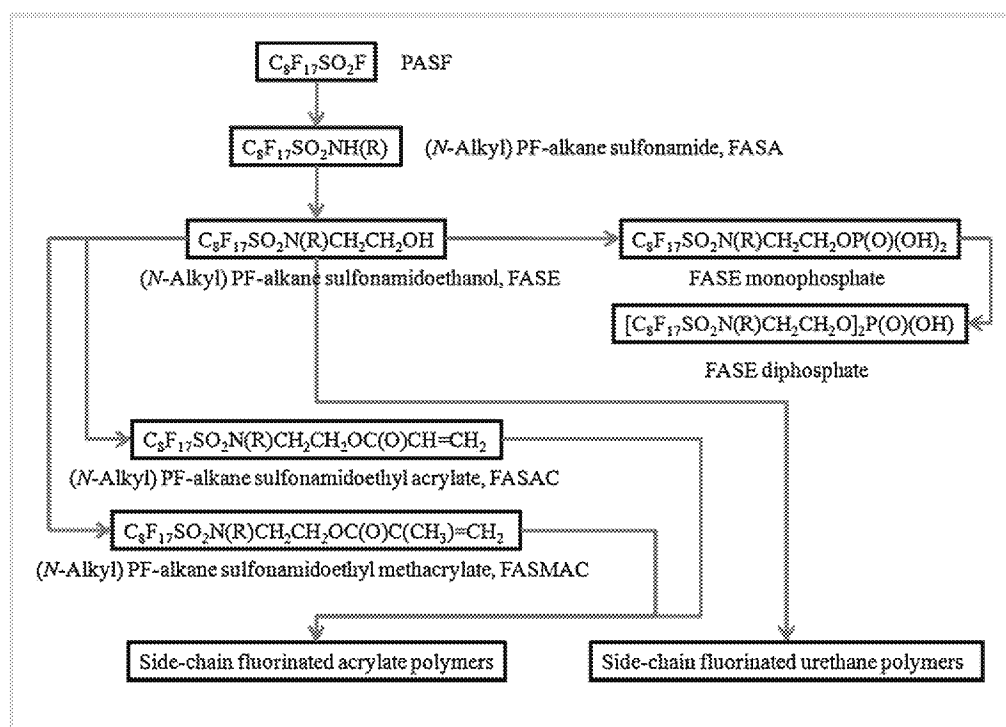 C₈F₁₇SO₂F PASF
C₈F₁₇SO₂NH(R) (N-Alkyl) PF-alkane sulfonamide, FASA
C₈F₁₇SO₂N(R)CH₂CH₂OH C₈F₁₇SO₂N(R)CH₂CH₂OP(O)(OH)₂
(N-Alkyl) PF-alkane sulfonamidoethanol, FASE FASE monophosphate
[C₈F₁₇SO₂N(R)CH₂CH₂O]₂P(O)(OH)
FASE diphosphate
C₈F₁₇SO₂N(R)CH₂CH₂OC(O)CH=CH₂
(N-Alkyl) PF-alkane sulfonamidoethyl acrylate, FASAC
C₈F₁₇SO₂N(R)CH₂CH₂OC(O)C(CH₃)=CH₂
(N-Alkyl) PF-alkane sulfonamidoethyl methacrylate, FASMAC
Side-chain fluorinated acrylate polymers Side-chain fluorinated urethane polymers